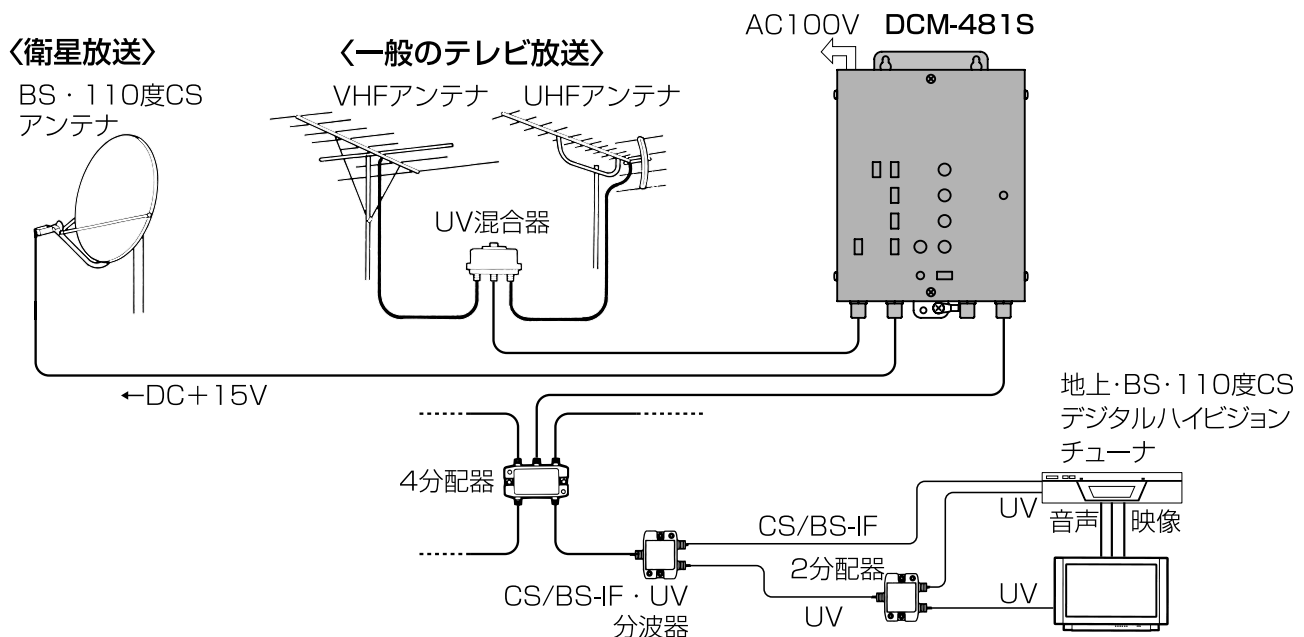 〈衛星放送〉
BS・110度CS
アンテナ
〈一般のテレビ放送〉
VHFアンテナ
UHFアンテナ
UV混合器
AC100V
DCM-481S
←DC＋15V
4分配器
地上・BS・110度CS
デジタルハイビジョン
チューナ
CS/BS-IF
UV
音声
映像
2分配器
CS/BS-IF・UV
分波器
UV
UV